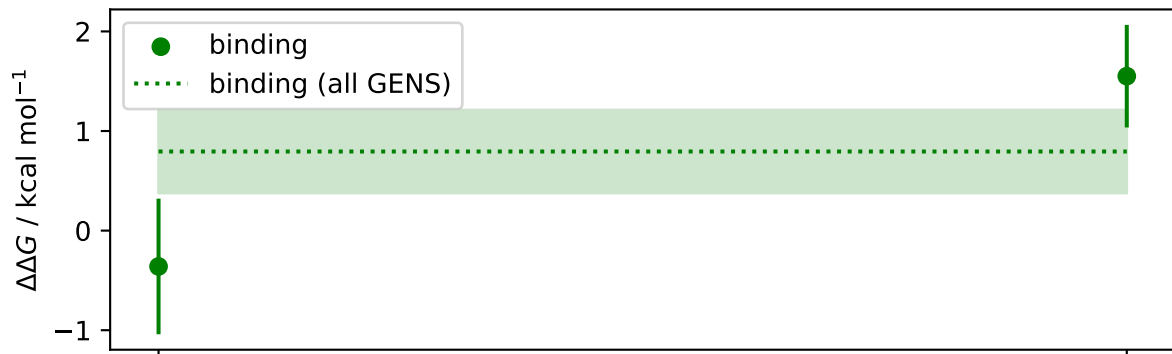 2
binding
binding (all GENS)
1
0
−1
ΔΔG / kcal mol⁻¹